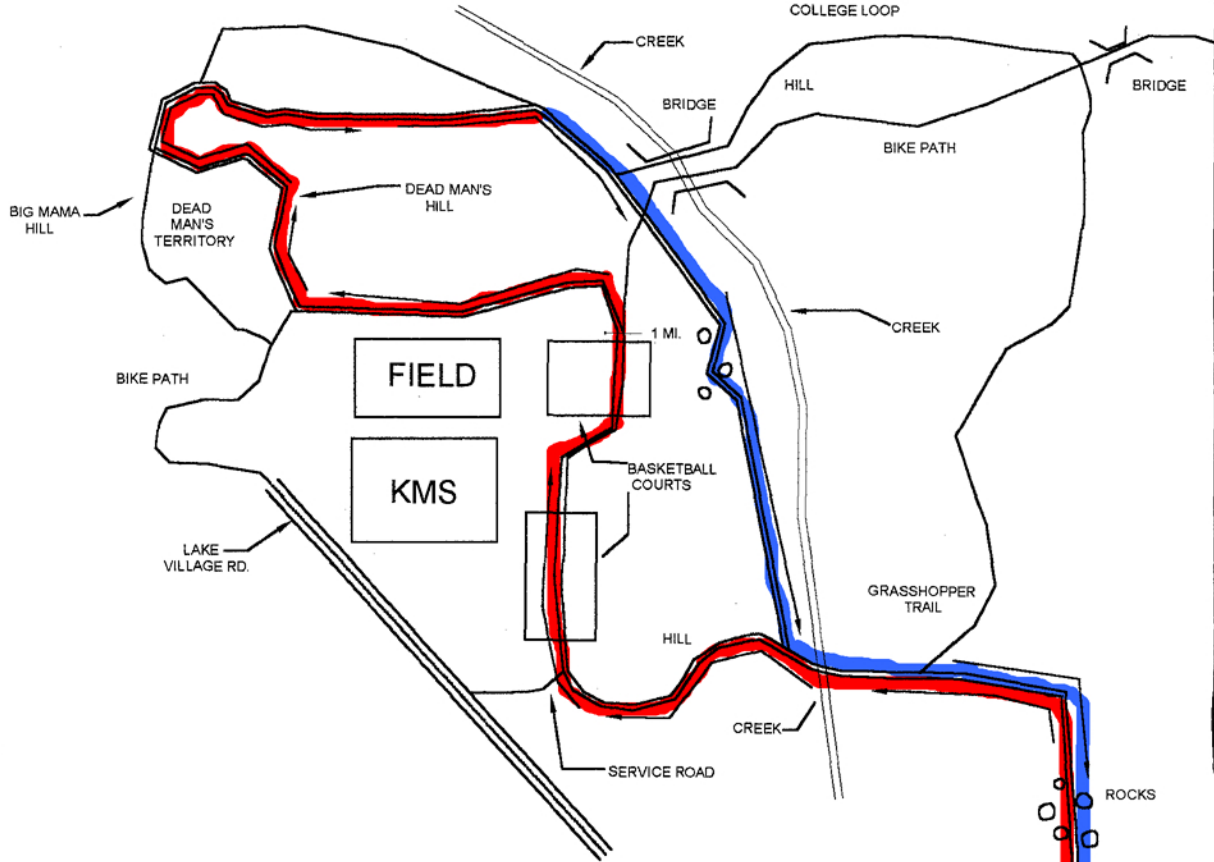 COLLEGE LOOP
CREEK
HILL
BRIDGE
BRIDGE
BIKE PATH
DEAD MAN'S
HILL
BIG MAMA
HILL
DEAD
MAN'S
TERRITORY
CREEK
1 MI.
BIKE PATH
FIELD
BASKETBALL
COURTS
KMS
LAKE
VILLAGE RD.
GRASSHOPPER
TRAIL
HILL
CREEK
SERVICE ROAD
ROCKS